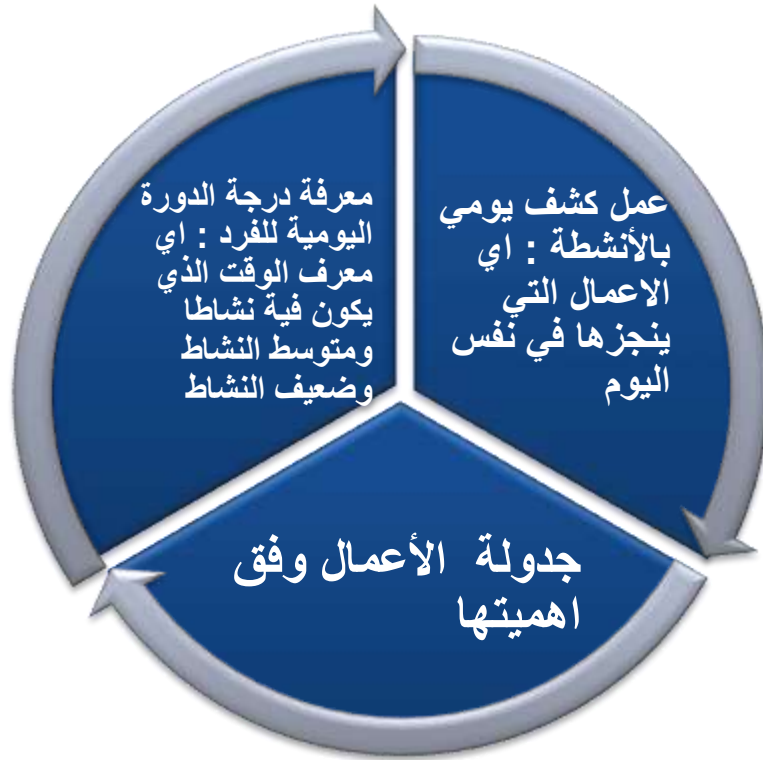 عمل كشف يومي
بالأنشطة : اي
الاعمال التي
ينجزها في نفس
اليوم
جدولة الأعمال وفق
اهميتها
معرفة درجة الدورة
اليومية للفرد : اي
معرف الوقت الذي
يكون فية نشاطا
ومتوسط النشاط
وضعيف النشاط